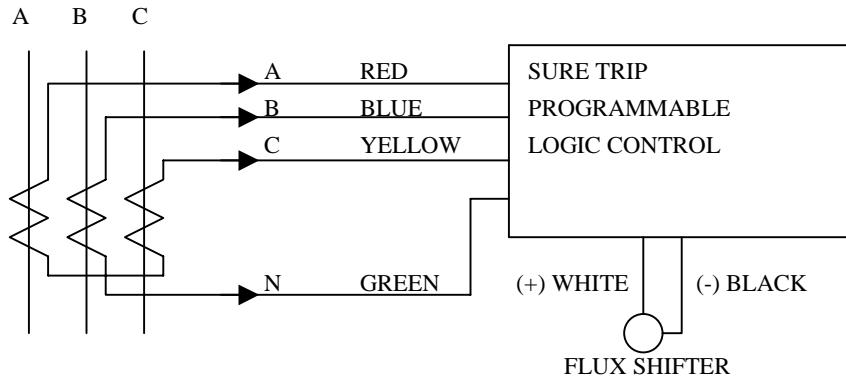 A B C
A RED
B BLUE
C YELLOW
N GREEN
SURE TRIP
PROGRAMMABLE
LOGIC CONTROL
(+) WHITE (-) BLACK
FLUX SHIFTER